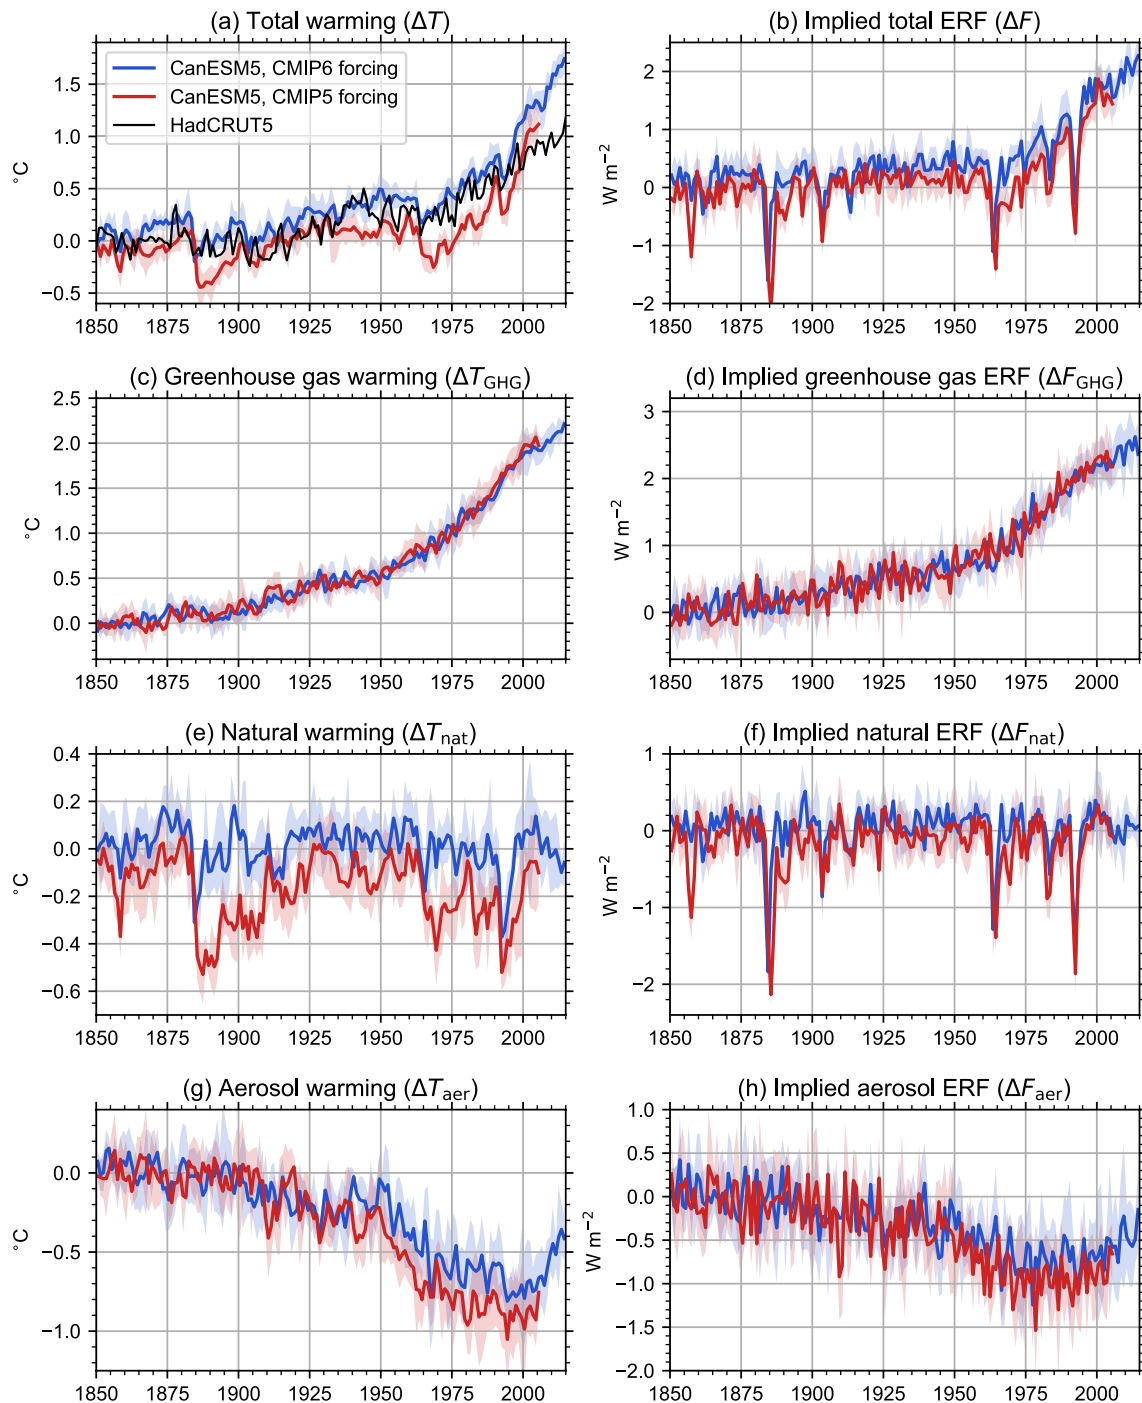 (a) Total warming (ΔT)
CanESM5, CMIP6 forcing
CanESM5, CMIP5 forcing
HadCRUT5
°C
1.5
1.0
0.5
0.0
−0.5
1850 1875 1900 1925 1950 1975 2000
(b) Implied total ERF (ΔF)
W m−2
2
1
0
−1
−2
1850 1875 1900 1925 1950 1975 2000
(c) Greenhouse gas warming (ΔTGHG)
°C
2.5
2.0
1.5
1.0
0.5
0.0
1850 1875 1900 1925 1950 1975 2000
(d) Implied greenhouse gas ERF (ΔFGHG)
W m−2
3
2
1
0
1850 1875 1900 1925 1950 1975 2000
(e) Natural warming (ΔTnat)
°C
0.4
0.2
0.0
−0.2
−0.4
−0.6
1850 1875 1900 1925 1950 1975 2000
(f) Implied natural ERF (ΔFnat)
W m−2
1
0
−1
−2
1850 1875 1900 1925 1950 1975 2000
(g) Aerosol warming (ΔTaer)
°C
0.0
−0.5
−1.0
1850 1875 1900 1925 1950 1975 2000
(h) Implied aerosol ERF (ΔFaer)
W m−2
1.0
0.5
0.0
−0.5
−1.0
−1.5
−2.0
1850 1875 1900 1925 1950 1975 2000